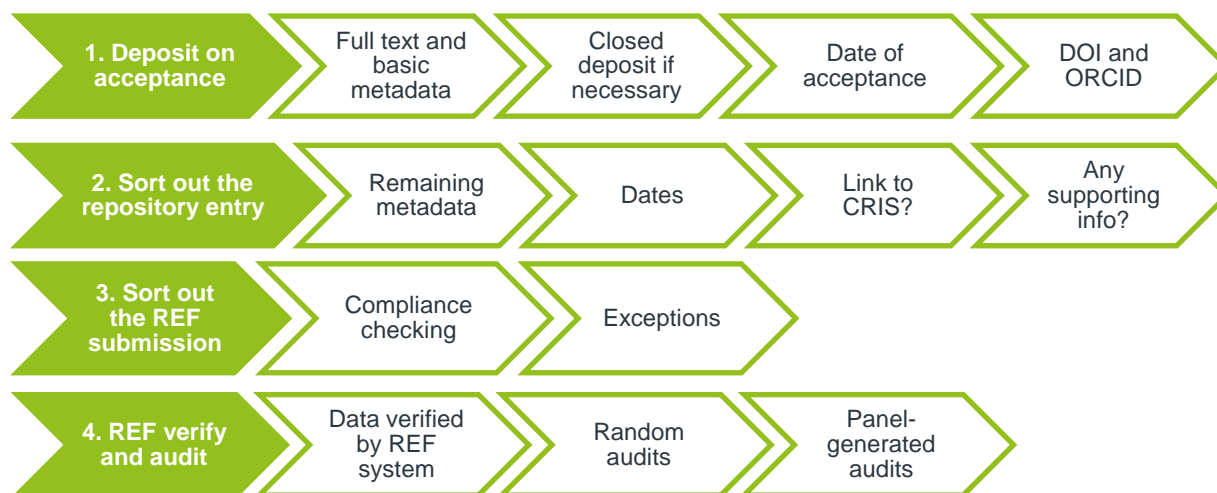 1. Deposit on
acceptance
Full text and
basic
metadata
Closed
deposit if
necessary
Date of
acceptance
DOI and
ORCID
2. Sort out the
repository entry
Remaining
metadata
Dates
Link to
CRIS?
Any
supporting
info?
3. Sort out
the REF
submission
Compliance
checking
Exceptions
4. REF verify
and audit
Data verified
by REF
system
Random
audits
Panel-
generated
audits